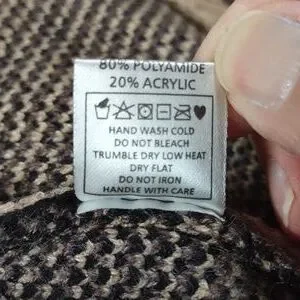 80% POLYAMIDE
20% ACRYLIC
HAND WASH COLD
DO NOT BLEACH
TRUMBLE DRY LOW HEAT
DRY FLAT
DO NOT IRON
HANDLE WITH CARE